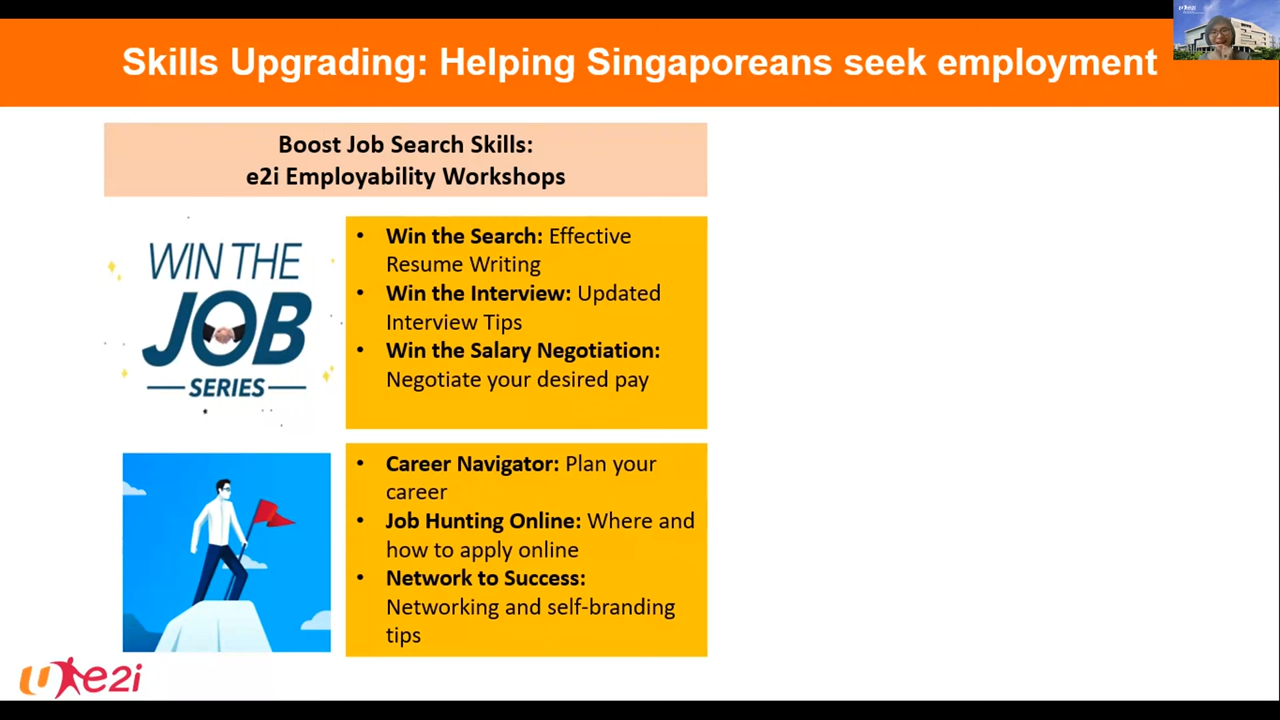 Skills Upgrading: Helping Singaporeans seek employment
Boost Job Search Skills:
e2i Employability Workshops
WIN THE
JOB
SERIES
• Win the Search: Effective
Resume Writing
• Win the Interview: Updated
Interview Tips
• Win the Salary Negotiation:
Negotiate your desired pay
• Career Navigator: Plan your
career
• Job Hunting Online: Where and
how to apply online
• Network to Success:
Networking and self-branding
tips
U e2i